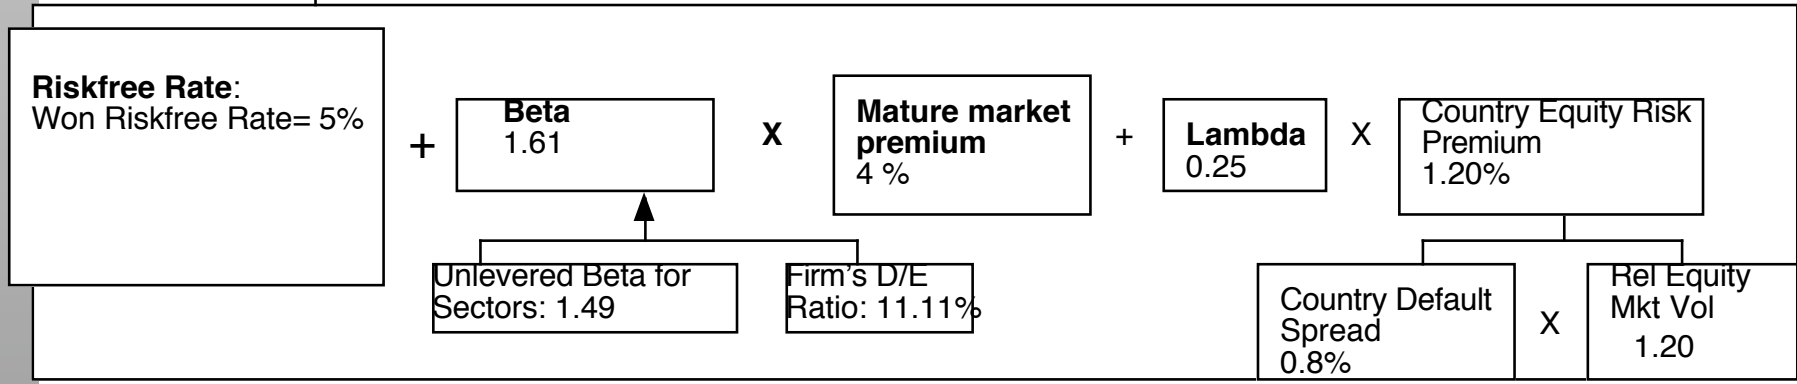 Riskfree Rate:
Won Riskfree Rate= 5%
+
Beta
1.61
X
Mature market
premium
4 %
+
Lambda
0.25
X
Country Equity Risk
Premium
1.20%
Unlevered Beta for
Sectors: 1.49
Firm's D/E
Ratio: 11.11%
Country Default
Spread
0.8%
X
Rel Equity
Mkt Vol
1.20